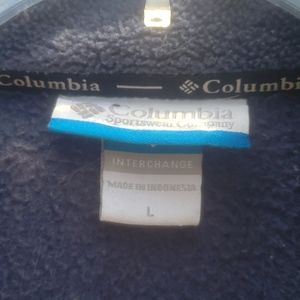 Columbia — Columbia
Columbia
Sportswear Company
INTERCHANGE
MADE IN INDONESIA
L